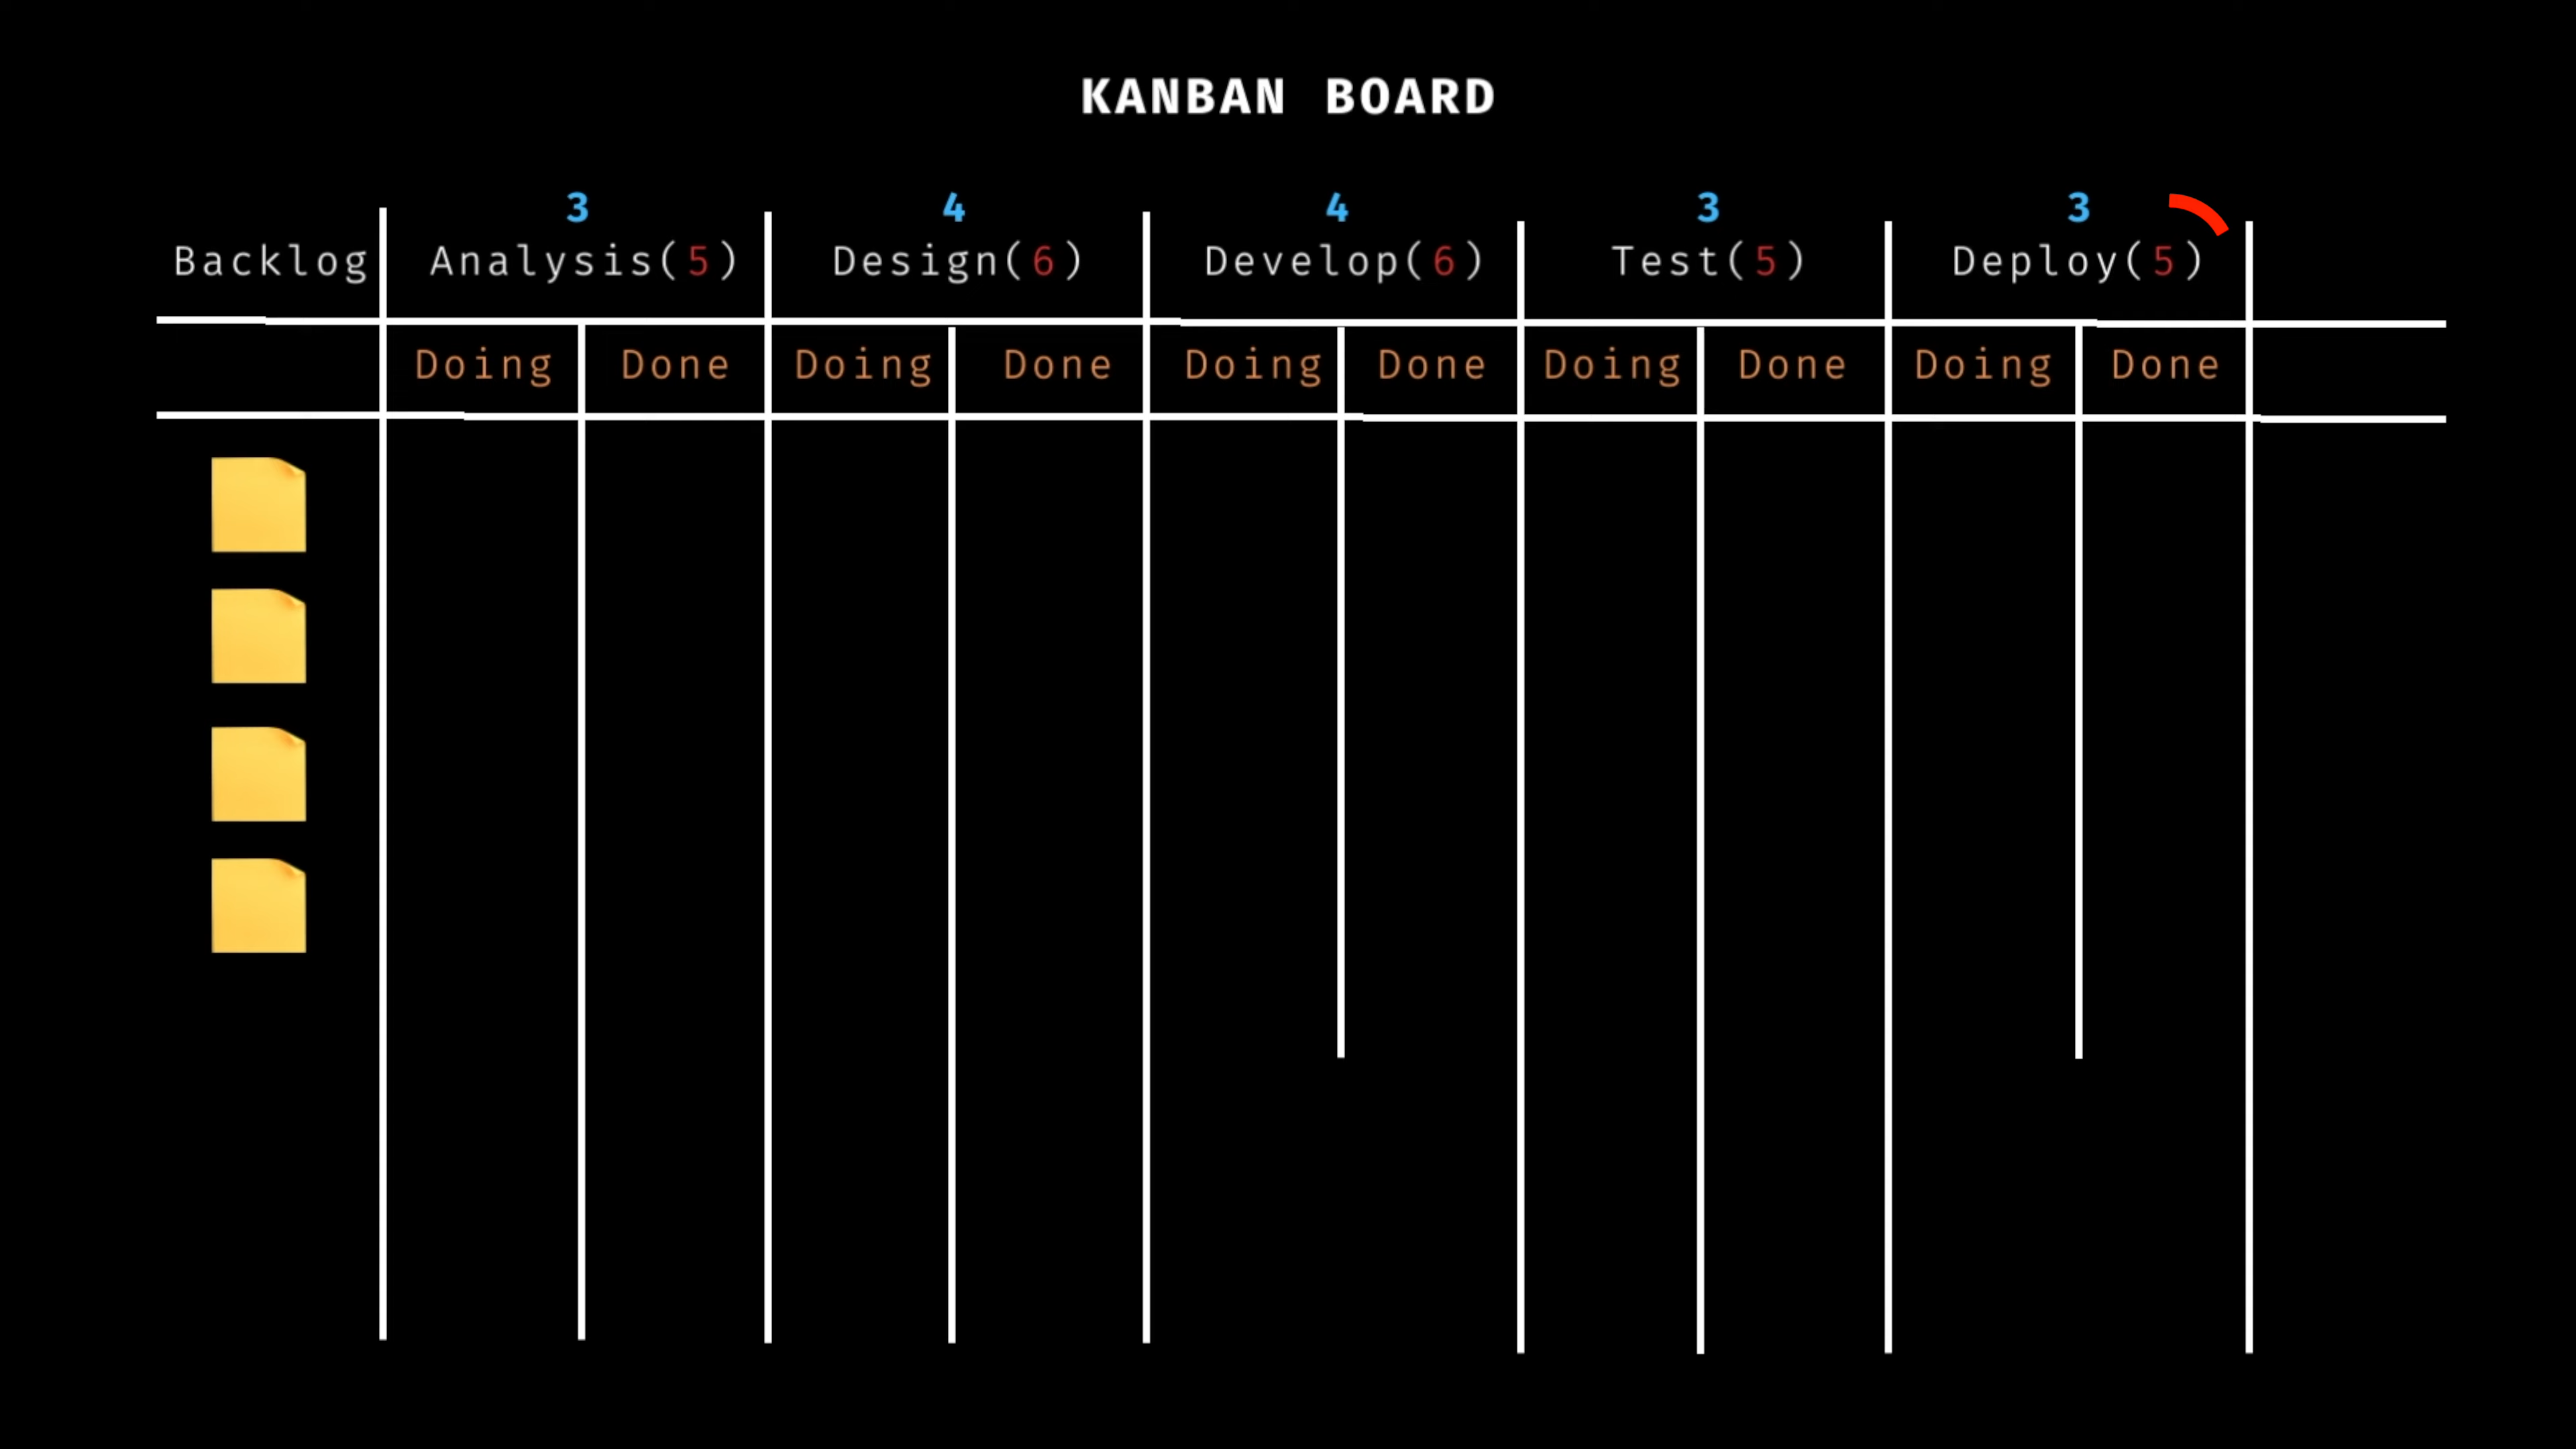 KANBAN BOARD
3 4 4 3 3
Backlog Analysis(5) Design(6) Develop(6) Test(5) Deploy(5)
Doing Done Doing Done Doing Done Doing Done Doing Done